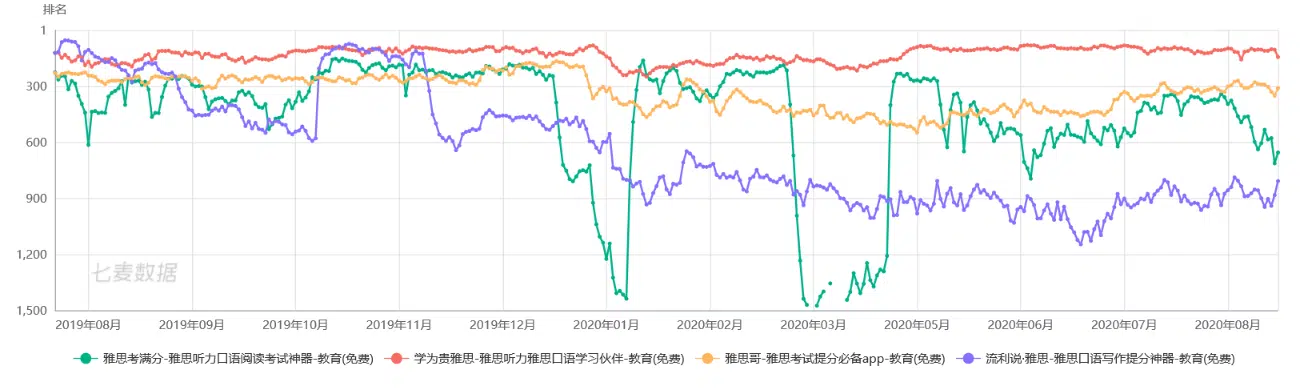 排名
1
300
600
900
1,200
1,500
七麦数据
2019年08月 2019年09月 2019年10月 2019年11月 2019年12月 2020年01月 2020年02月 2020年03月 2020年04月 2020年05月 2020年06月 2020年07月 2020年08月
雅思考满分-雅思听力口语阅读考试神器-教育(免费) 学为贵雅思-雅思听力雅思口语学习伙伴-教育(免费) 雅思哥-雅思考试提分必备app-教育(免费) 流利说·雅思-雅思口语写作提分神器-教育(免费)